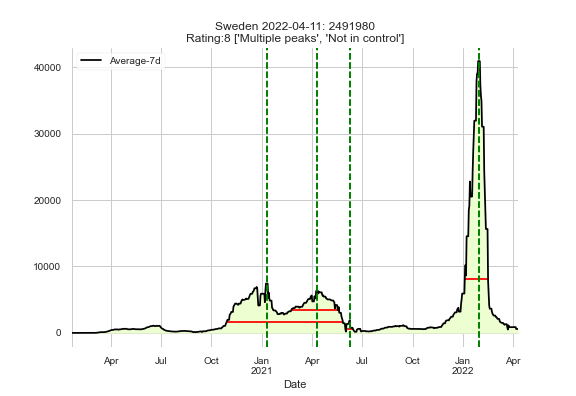 Sweden 2022-04-11: 2491980
Rating:8 ['Multiple peaks', 'Not in control']
Average-7d
40000
30000
20000
10000
0
Apr Jul Oct Jan Apr Jul Oct Jan Apr
2021 2022
Date